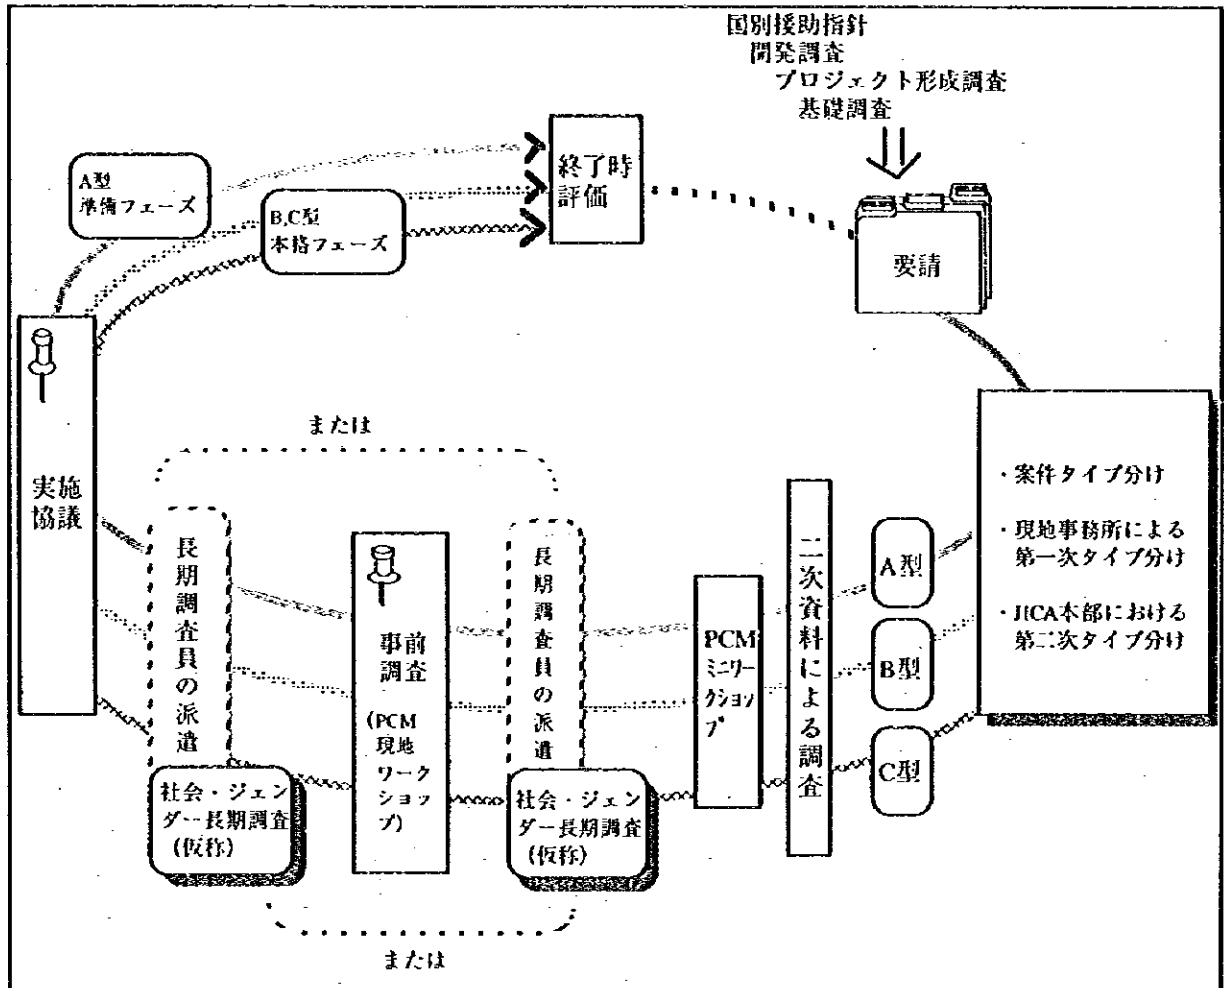 国別援助指針
開発調査
プロジェクト形成調査
基礎調査
A型
準備フェーズ
B,C型
本格フェーズ
終了時
評価
要請
実施
協議
または
長期調査員の派遣
社会・ジェン
ダー長期調査
(仮称)
事前
調査
(PCM
現地
ワーク
ショッ
プ)
長期調査員の派遣
社会・ジェン
ダー長期調査
(仮称)
または
PCM
ミニワー
クショッ
プ
二次資料による調査
A型
B型
C型
・案件タイプ分け
・現地事務所による
第一次タイプ分け
・JICA本部における
第二次タイプ分け